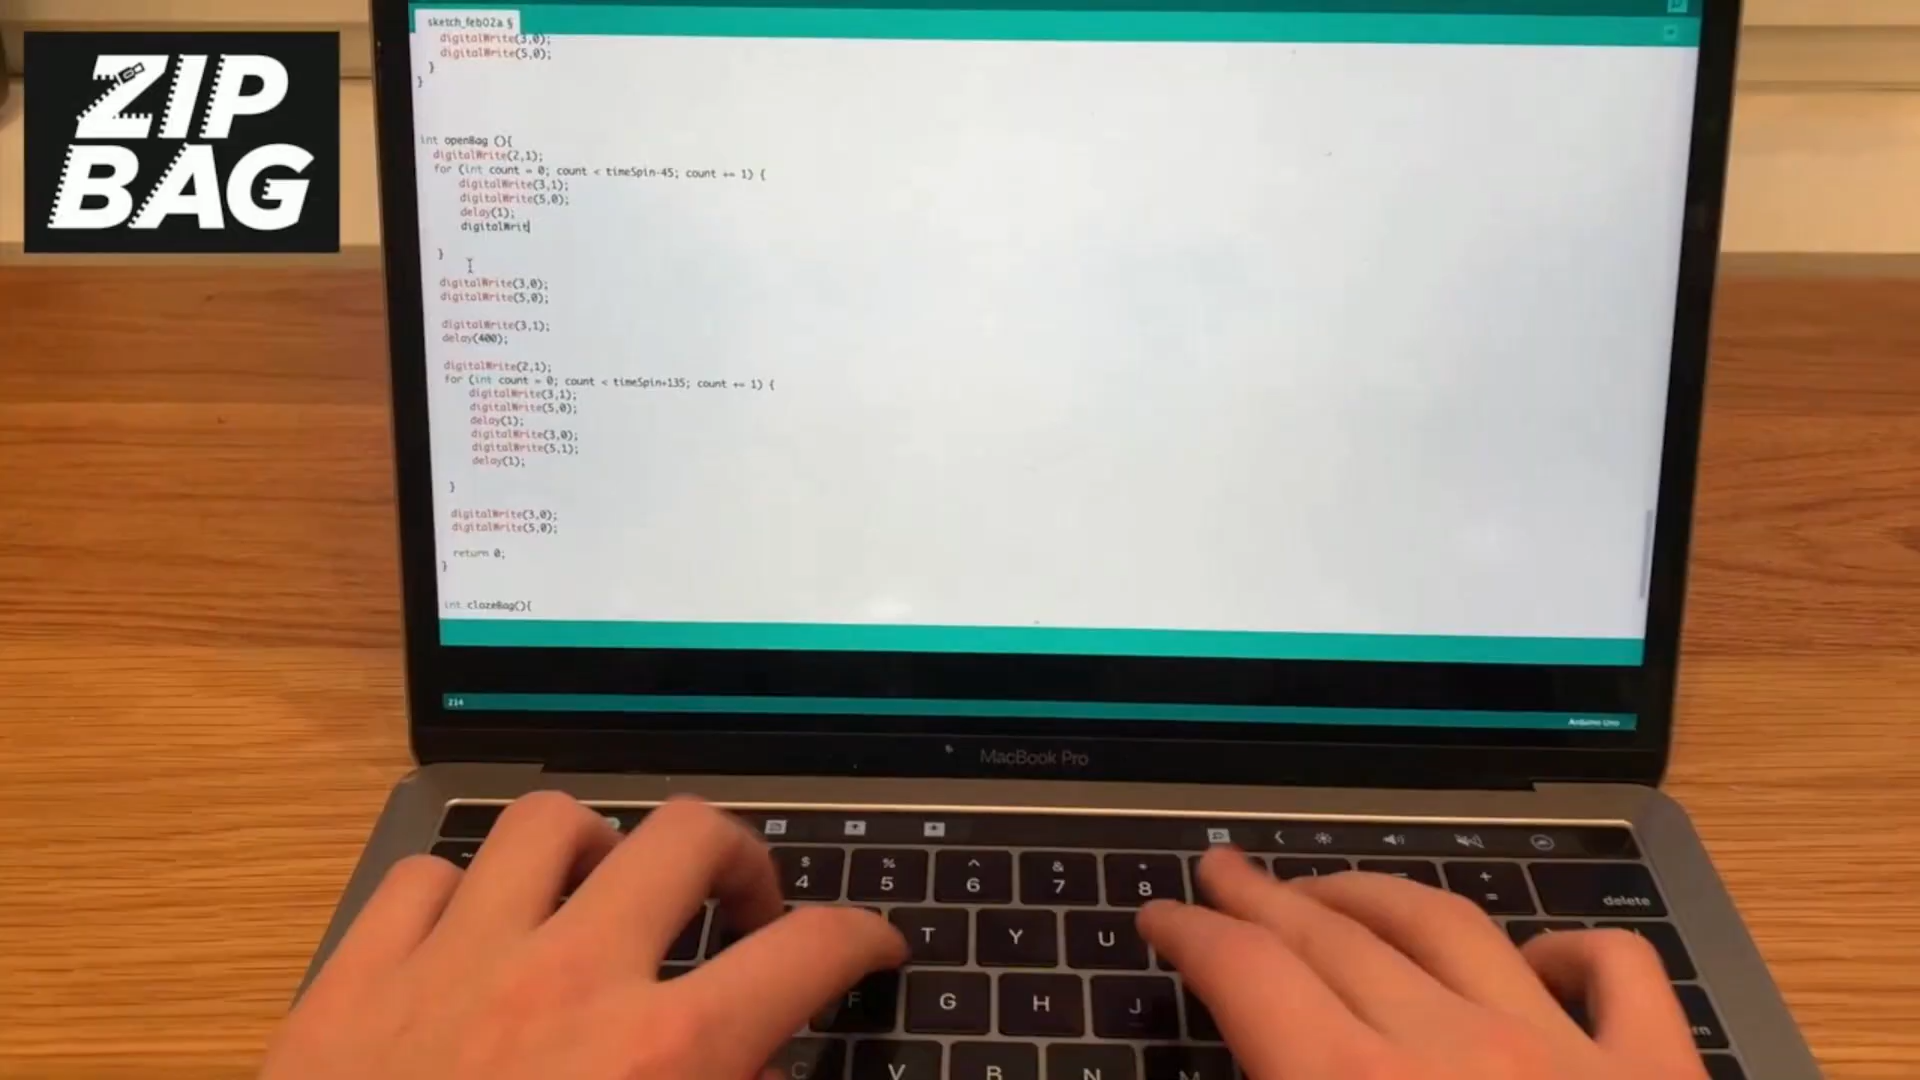 ZIP
BAG
sketch_feb02a §
digitalWrite(3,0);
digitalWrite(5,0);
}
}
int openBag (){
digitalWrite(2,1);
for (int count = 0; count < timeSpin-45; count += 1) {
digitalWrite(3,1);
digitalWrite(5,0);
delay(1);
digitalWrit
}
digitalWrite(3,0);
digitalWrite(5,0);
digitalWrite(3,1);
delay(400);
digitalWrite(2,1);
for (int count = 0; count < timeSpin+135; count += 1) {
digitalWrite(3,1);
digitalWrite(5,0);
delay(1);
digitalWrite(3,0);
digitalWrite(5,1);
delay(1);
}
digitalWrite(3,0);
digitalWrite(5,0);
return 0;
}
int clozeBag(){
214
Arduino Uno
MacBook Pro
$ % ^ & * +
4 5 6 7 8 = delete
T Y U
F G H J
C V B N M